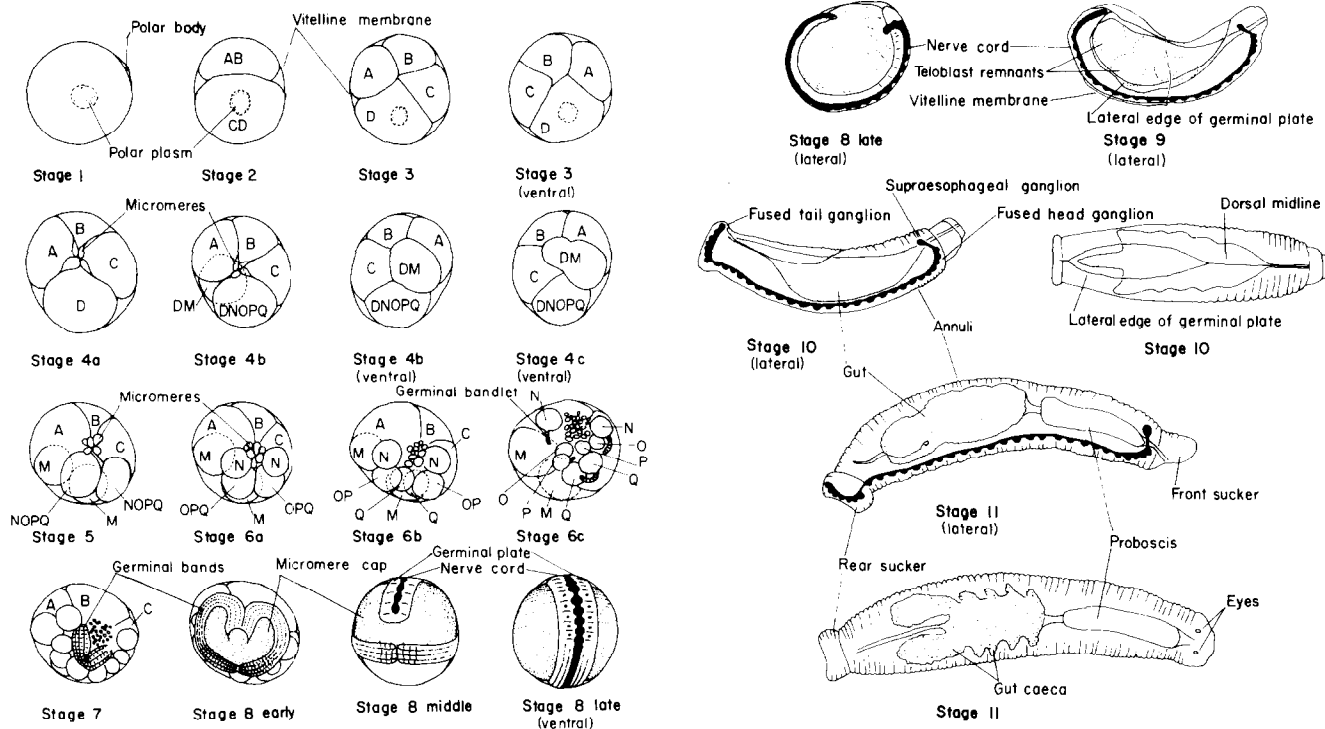 Polar body
Vitelline membrane
AB
CD
A
B
C
D
B
A
C
D
Polar plasm
Stage 1
Stage 2
Stage 3
Stage 3
(ventral)
Micromeres
B
A
C
D
A
B
C
DM
DNOPQ
B
A
C
DM
DNOPQ
B
A
DM
C
DNOPQ
Stage 4a
Stage 4b
Stage 4b
(ventral)
Stage 4c
(ventral)
Micromeres
Germinal bandlet
N
A
B
C
M
NOPQ
M
NOPQ
Stage 5
A
B
C
M
N
N
OPQ
M
OPQ
Stage 6a
A
B
C
M
N
N
OP
Q
M
Q
OP
Stage 6b
N
O
P
Q
M
O
P
M
Q
Stage 6c
Germinal bands
Micromere cap
Germinal plate
Nerve cord
A
B
C
Stage 7
Stage 8 early
Stage 8 middle
Stage 8 late
(ventral)
Nerve cord
Teloblast remnants
Vitelline membrane
Lateral edge of germinal plate
Stage 8 late
(lateral)
Stage 9
(lateral)
Supraesophageal ganglion
Fused tail ganglion
Fused head ganglion
Dorsal midline
Annuli
Lateral edge of germinal plate
Stage 10
(lateral)
Stage 10
Gut
Front sucker
Stage 11
(lateral)
Proboscis
Rear sucker
Eyes
Gut caeca
Stage 11